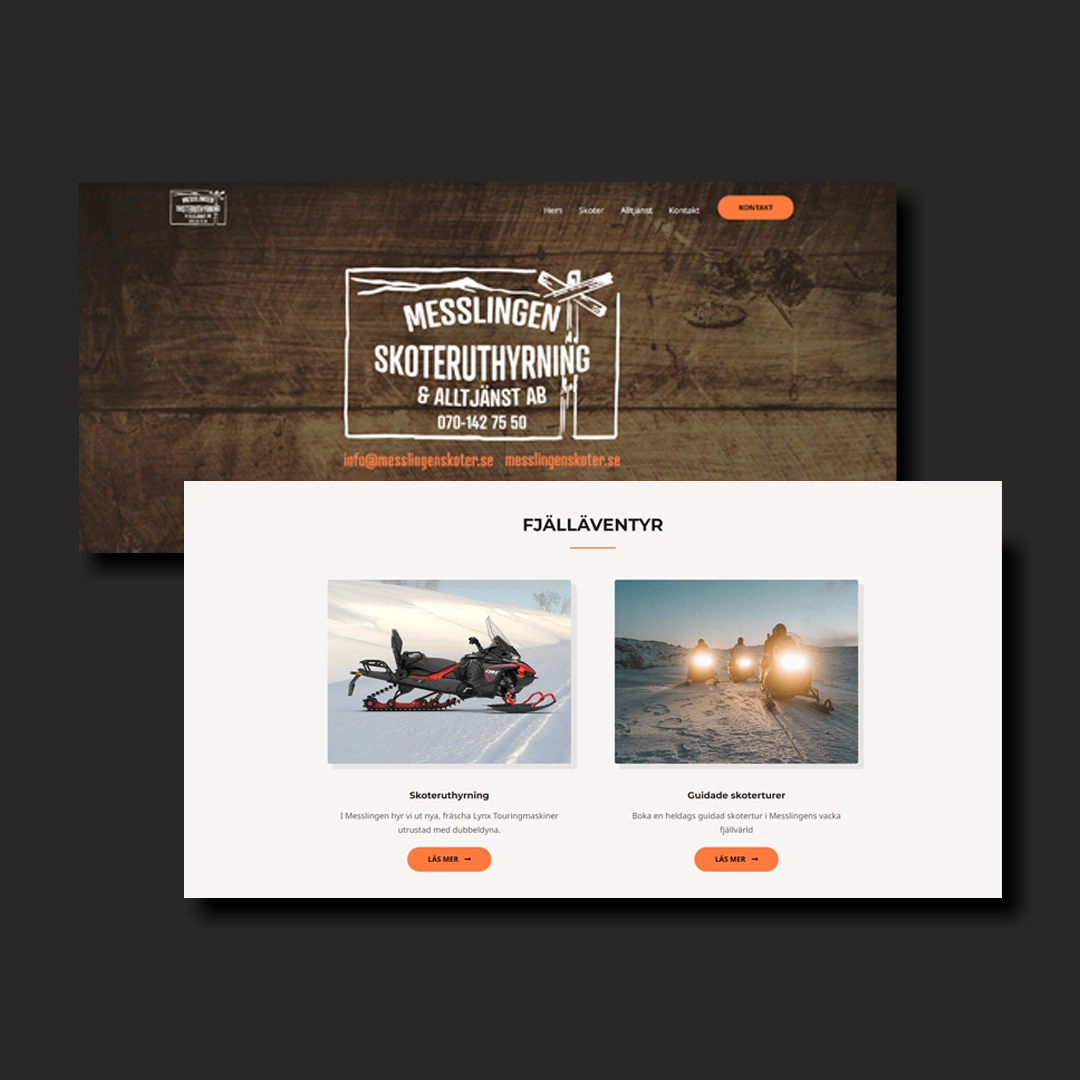 MESSLINGEN
SKOTERUTHYRNING
Hem Skoter Alltjänst Kontakt KONTAKT
MESSLINGEN
SKOTERUTHYRNING
& ALLTJÄNST AB
070-142 75 50
info@messlingenskoter.se messlingenskoter.se
FJÄLLÄVENTYR
Skoteruthyrning
I Messlingen hyr vi ut nya, fräscha Lynx Touringmaskiner
utrustad med dubbeldyna.
LÄS MER
Guidade skoterturer
Boka en heldags guidad skotertur i Messlingens vacka
fjällvärld
LÄS MER